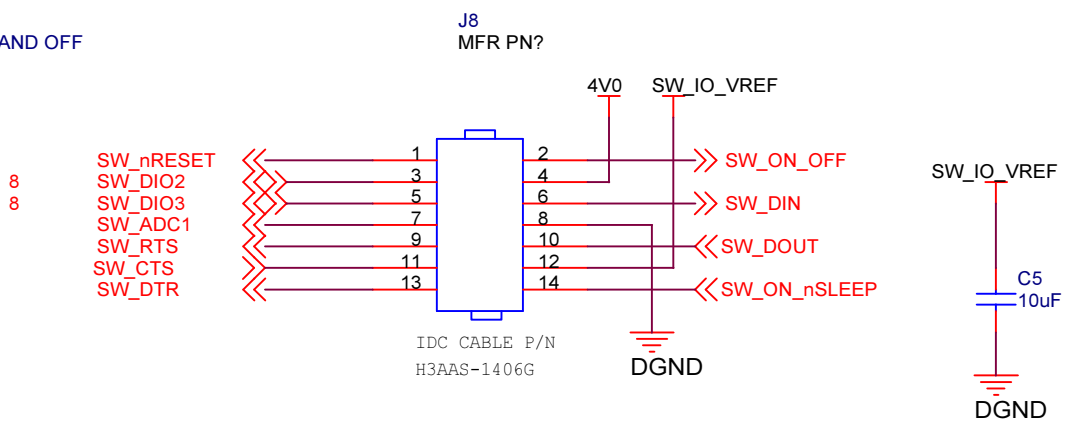 J8
AND OFF
MFR PN?
4V0
SW_IO_VREF
SW_nRESET 1 2 SW_ON_OFF
8 SW_DIO2 3 4
8 SW_DIO3 5 6 SW_DIN
SW_ADC1 7 8
SW_RTS 9 10 SW_DOUT
SW_CTS 11 12
SW_DTR 13 14 SW_ON_nSLEEP
IDC CABLE P/N
H3AAS-1406G
DGND
SW_IO_VREF
C5
10uF
DGND